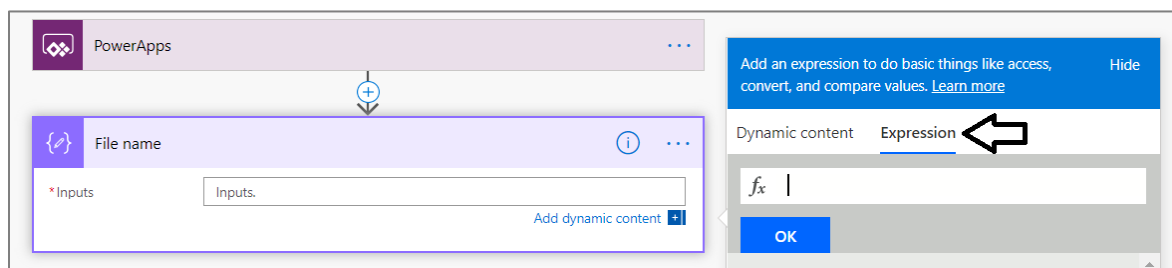 PowerApps
...
File name
...
*Inputs
Inputs.
Add dynamic content
Add an expression to do basic things like access,
convert, and compare values. Learn more
Hide
Dynamic content
Expression
fx
OK